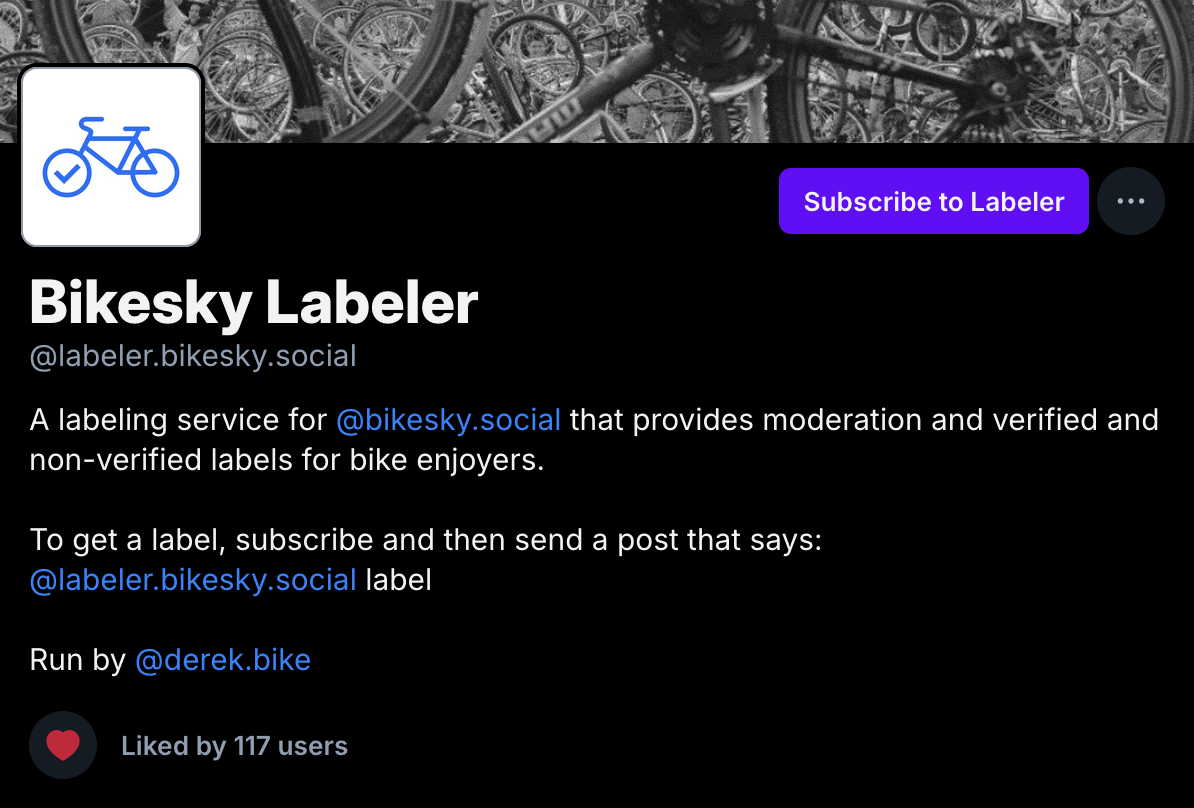 Subscribe to Labeler
Bikesky Labeler
@labeler.bikesky.social
A labeling service for @bikesky.social that provides moderation and verified and
non-verified labels for bike enjoyers.
To get a label, subscribe and then send a post that says:
@labeler.bikesky.social label
Run by @derek.bike
Liked by 117 users